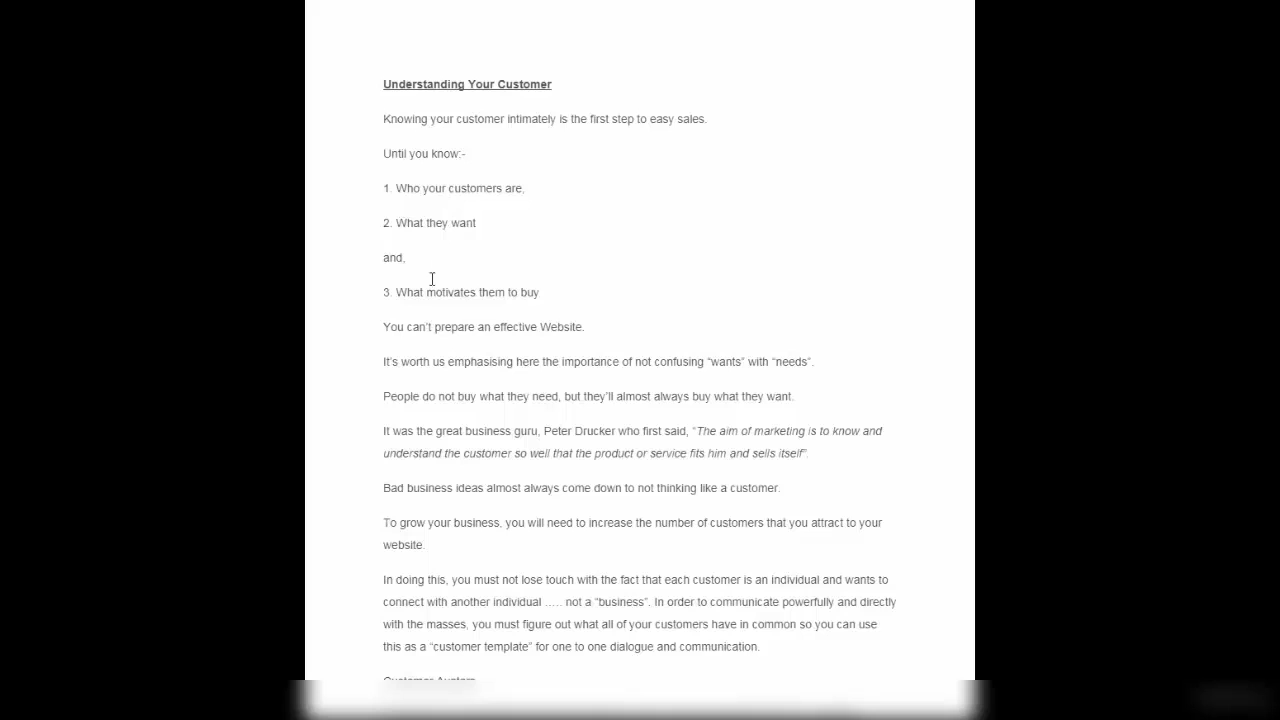 Understanding Your Customer
Knowing your customer intimately is the first step to easy sales.
Until you know:-
1. Who your customers are,
2. What they want
and,
3. What motivates them to buy
You can’t prepare an effective Website.
It’s worth us emphasising here the importance of not confusing “wants” with “needs”.
People do not buy what they need, but they’ll almost always buy what they want.
It was the great business guru, Peter Drucker who first said, “The aim of marketing is to know and
understand the customer so well that the product or service fits him and sells itself”.
Bad business ideas almost always come down to not thinking like a customer.
To grow your business, you will need to increase the number of customers that you attract to your
website.
In doing this, you must not lose touch with the fact that each customer is an individual and wants to
connect with another individual ..... not a “business”. In order to communicate powerfully and directly
with the masses, you must figure out what all of your customers have in common so you can use
this as a “customer template” for one to one dialogue and communication.